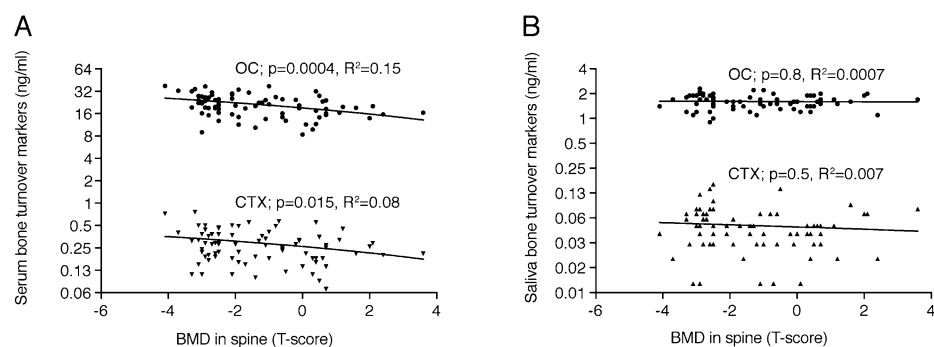 A
Serum bone turnover markers (ng/ml)
OC; p=0.0004, R²=0.15
CTX; p=0.015, R²=0.08
64
32
16
8
4
2
1
0.5
0.25
0.13
0.06
-6 -4 -2 0 2 4
BMD in spine (T-score)
B
Saliva bone turnover markers (ng/ml)
OC; p=0.8, R²=0.0007
CTX; p=0.5, R²=0.007
4
2
1
0.5
0.25
0.13
0.06
0.03
0.02
0.01
-6 -4 -2 0 2 4
BMD in spine (T-score)